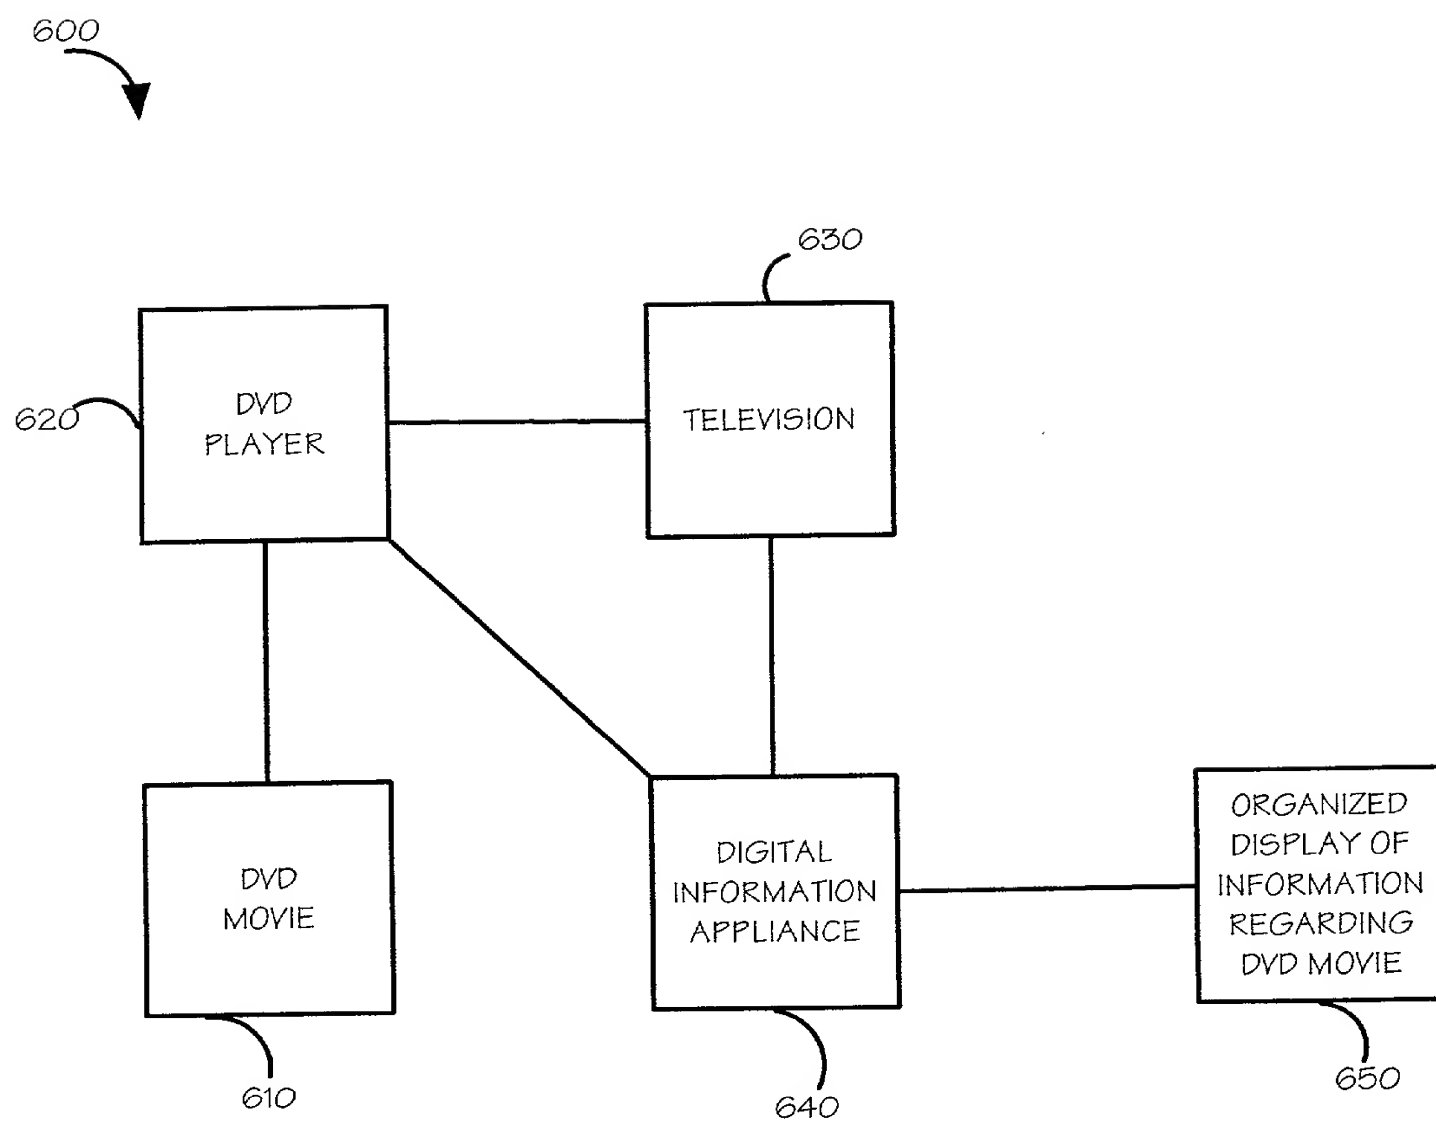 600
630
620
DVD
PLAYER
TELEVISION
DVD
MOVIE
DIGITAL
INFORMATION
APPLIANCE
ORGANIZED
DISPLAY OF
INFORMATION
REGARDING
DVD MOVIE
610
640
650